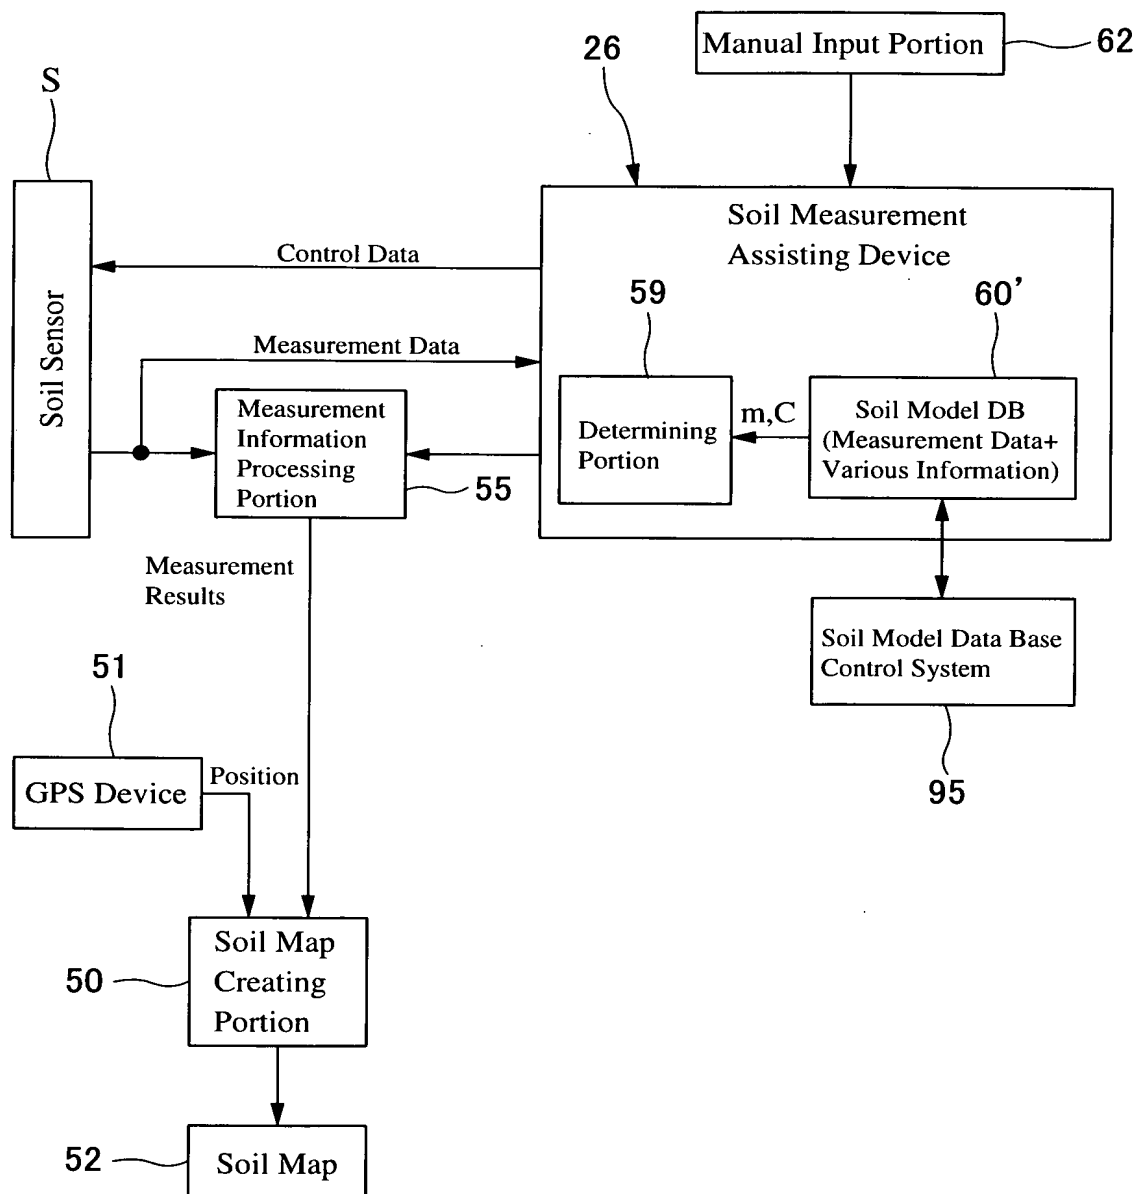 Manual Input Portion
62
26
S
Soil Measurement
Assisting Device
Control Data
59
60’
Soil Sensor
Measurement Data
Measurement
Information
Processing
Portion
55
Determining
Portion
m,C
Soil Model DB
(Measurement Data+
Various Information)
Measurement
Results
Soil Model Data Base
Control System
95
51
GPS Device
Position
Soil Map
Creating
Portion
50
52
Soil Map